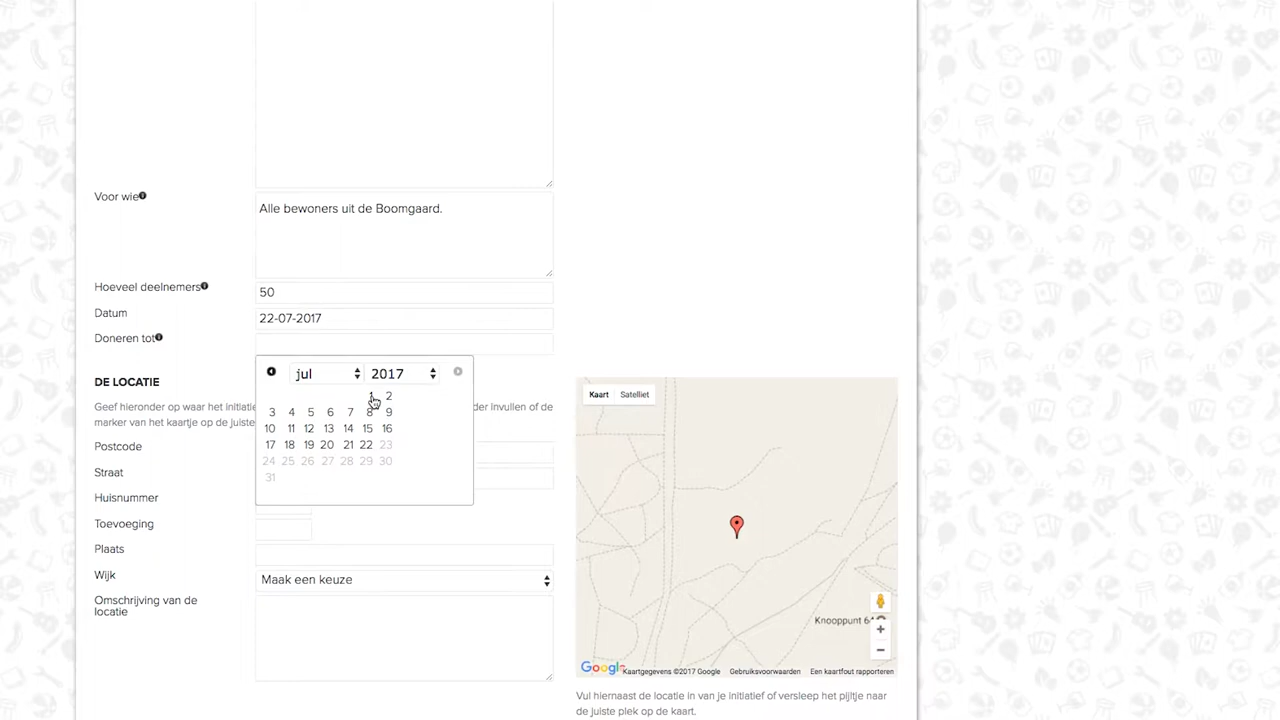 Voor wie
Alle bewoners uit de Boomgaard.
Hoeveel deelnemers
50
Datum
22-07-2017
Doneren tot
jul 2017
1 2
3 4 5 6 7 8 9
10 11 12 13 14 15 16
17 18 19 20 21 22 23
24 25 26 27 28 29 30
31
DE LOCATIE
Geef hieronder op waar het initiatie der invullen of de
marker van het kaartje op de juiste
Postcode
Straat
Huisnummer
Toevoeging
Plaats
Wijk
Maak een keuze
Omschrijving van de
locatie
Kaart Satelliet
Knooppunt 64
Google
Kaartgegevens ©2017 Google Gebruiksvoorwaarden Een kaartfout rapporteren
Vul hiernaast de locatie in van je initiatief of versleep het pijltje naar
de juiste plek op de kaart.